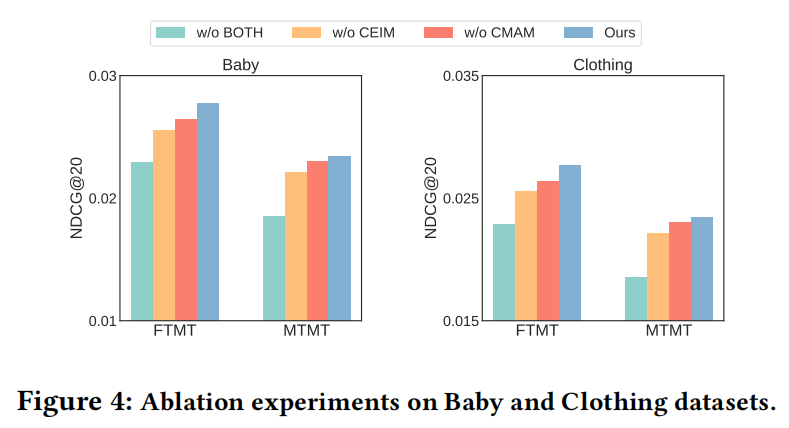 w/o BOTH w/o CEIM w/o CMAM Ours
Baby
0.03
0.02
0.01
NDCG@20
FTMT MTMT
Clothing
0.035
0.025
0.015
NDCG@20
FTMT MTMT
Figure 4: Ablation experiments on Baby and Clothing datasets.